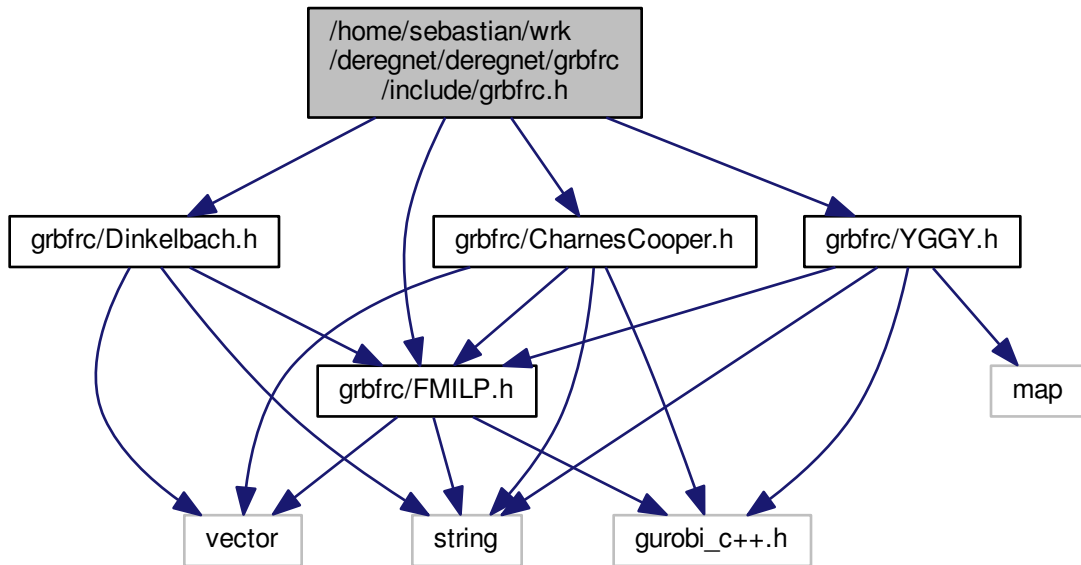 /home/sebastian/wrk
/deregnet/deregnet/grbfrc
/include/grbfrc.h
grbfrc/Dinkelbach.h
grbfrc/CharnesCooper.h
grbfrc/YGGY.h
grbfrc/FMILP.h
map
vector
string
gurobi_c++.h